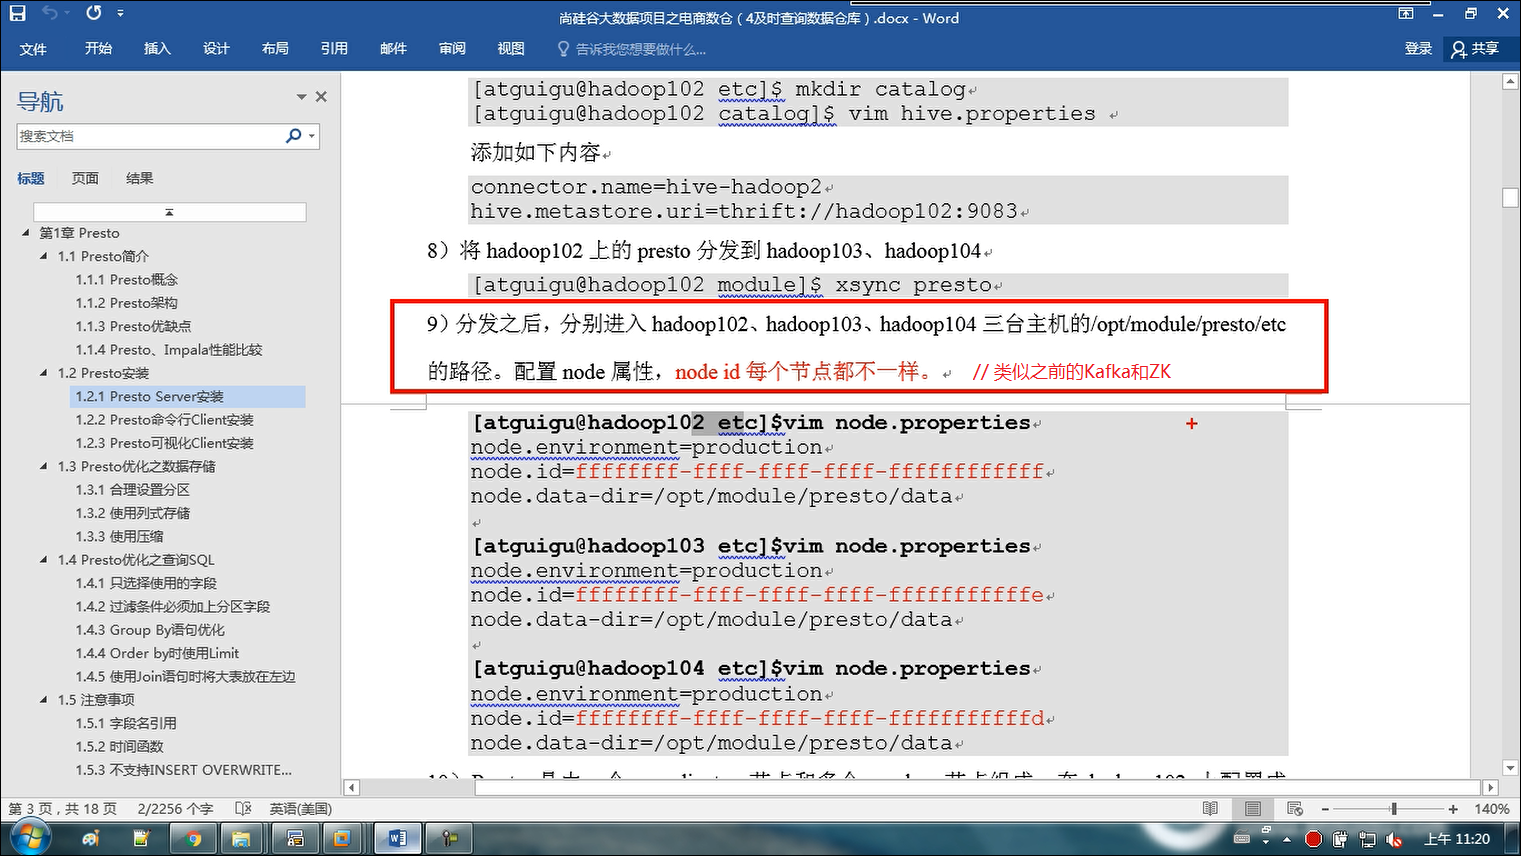 尚硅谷大数据项目之电商数仓（4及时查询数据仓库）.docx - Word
文件 开始 插入 设计 布局 引用 邮件 审阅 视图 告诉我您想要做什么... 登录 共享
导航
搜索文档
标题 页面 结果
第1章 Presto
1.1 Presto简介
1.1.1 Presto概念
1.1.2 Presto架构
1.1.3 Presto优缺点
1.1.4 Presto、Impala性能比较
1.2 Presto安装
1.2.1 Presto Server安装
1.2.2 Presto命令行Client安装
1.2.3 Presto可视化Client安装
1.3 Presto优化之数据存储
1.3.1 合理设置分区
1.3.2 使用列式存储
1.3.3 使用压缩
1.4 Presto优化之查询SQL
1.4.1 只选择使用的字段
1.4.2 过滤条件必须加上分区字段
1.4.3 Group By语句优化
1.4.4 Order by时使用Limit
1.4.5 使用Join语句时将大表放在左边
1.5 注意事项
1.5.1 字段名引用
1.5.2 时间函数
1.5.3 不支持INSERT OVERWRITE...
[atguigu@hadoop102 etc]$ mkdir catalog
[atguigu@hadoop102 catalog]$ vim hive.properties
添加如下内容
connector.name=hive-hadoop2
hive.metastore.uri=thrift://hadoop102:9083
8）将 hadoop102 上的 presto 分发到 hadoop103、hadoop104
[atguigu@hadoop102 module]$ xsync presto
9）分发之后，分别进入 hadoop102、hadoop103、hadoop104 三台主机的/opt/module/presto/etc
的路径。配置 node 属性，node id 每个节点都不一样。 // 类似之前的Kafka和ZK
[atguigu@hadoop102 etc]$vim node.properties
node.environment=production
node.id=ffffffff-ffff-ffff-ffff-ffffffffffff
node.data-dir=/opt/module/presto/data
[atguigu@hadoop103 etc]$vim node.properties
node.environment=production
node.id=ffffffff-ffff-ffff-ffff-fffffffffffe
node.data-dir=/opt/module/presto/data
[atguigu@hadoop104 etc]$vim node.properties
node.environment=production
node.id=ffffffff-ffff-ffff-ffff-fffffffffffd
node.data-dir=/opt/module/presto/data
第 3 页，共 18 页 2/2256 个字 英语(美国) 140%
上午 11:20